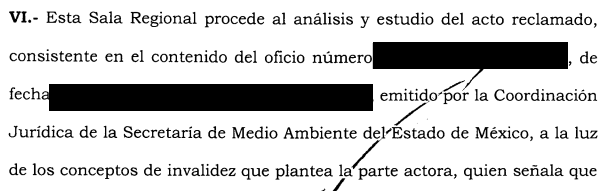 VI.- Esta Sala Regional procede al análisis y estudio del acto reclamado,
consistente en el contenido del oficio número , de
fecha , emitido por la Coordinación
Jurídica de la Secretaría de Medio Ambiente del Estado de México, a la luz
de los conceptos de invalidez que plantea la parte actora, quien señala que